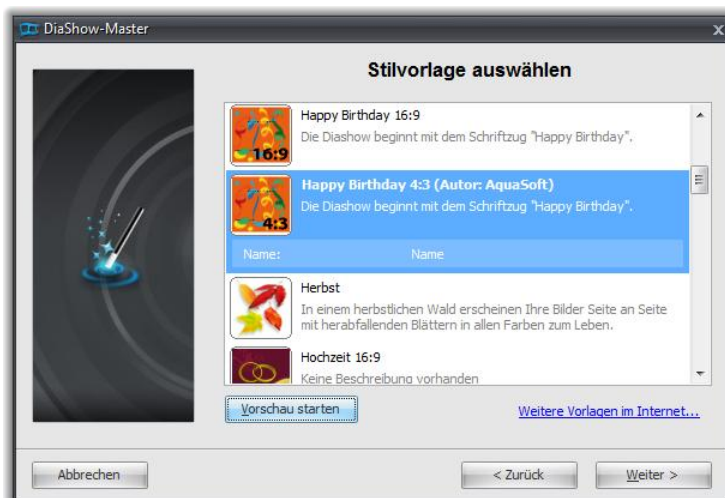 DiaShow-Master
Stilvorlage auswählen
Happy Birthday 16:9
Die Diashow beginnt mit dem Schriftzug "Happy Birthday".
16:9
Happy Birthday 4:3 (Autor: AquaSoft)
Die Diashow beginnt mit dem Schriftzug "Happy Birthday".
4:3
Name: Name
Herbst
In einem herbstlichen Wald erscheinen Ihre Bilder Seite an Seite
mit herabfallenden Blättern in allen Farben zum Leben.
Hochzeit 16:9
Keine Beschreibung vorhanden
Vorschau starten
Weitere Vorlagen im Internet...
Abbrechen
< Zurück
Weiter >